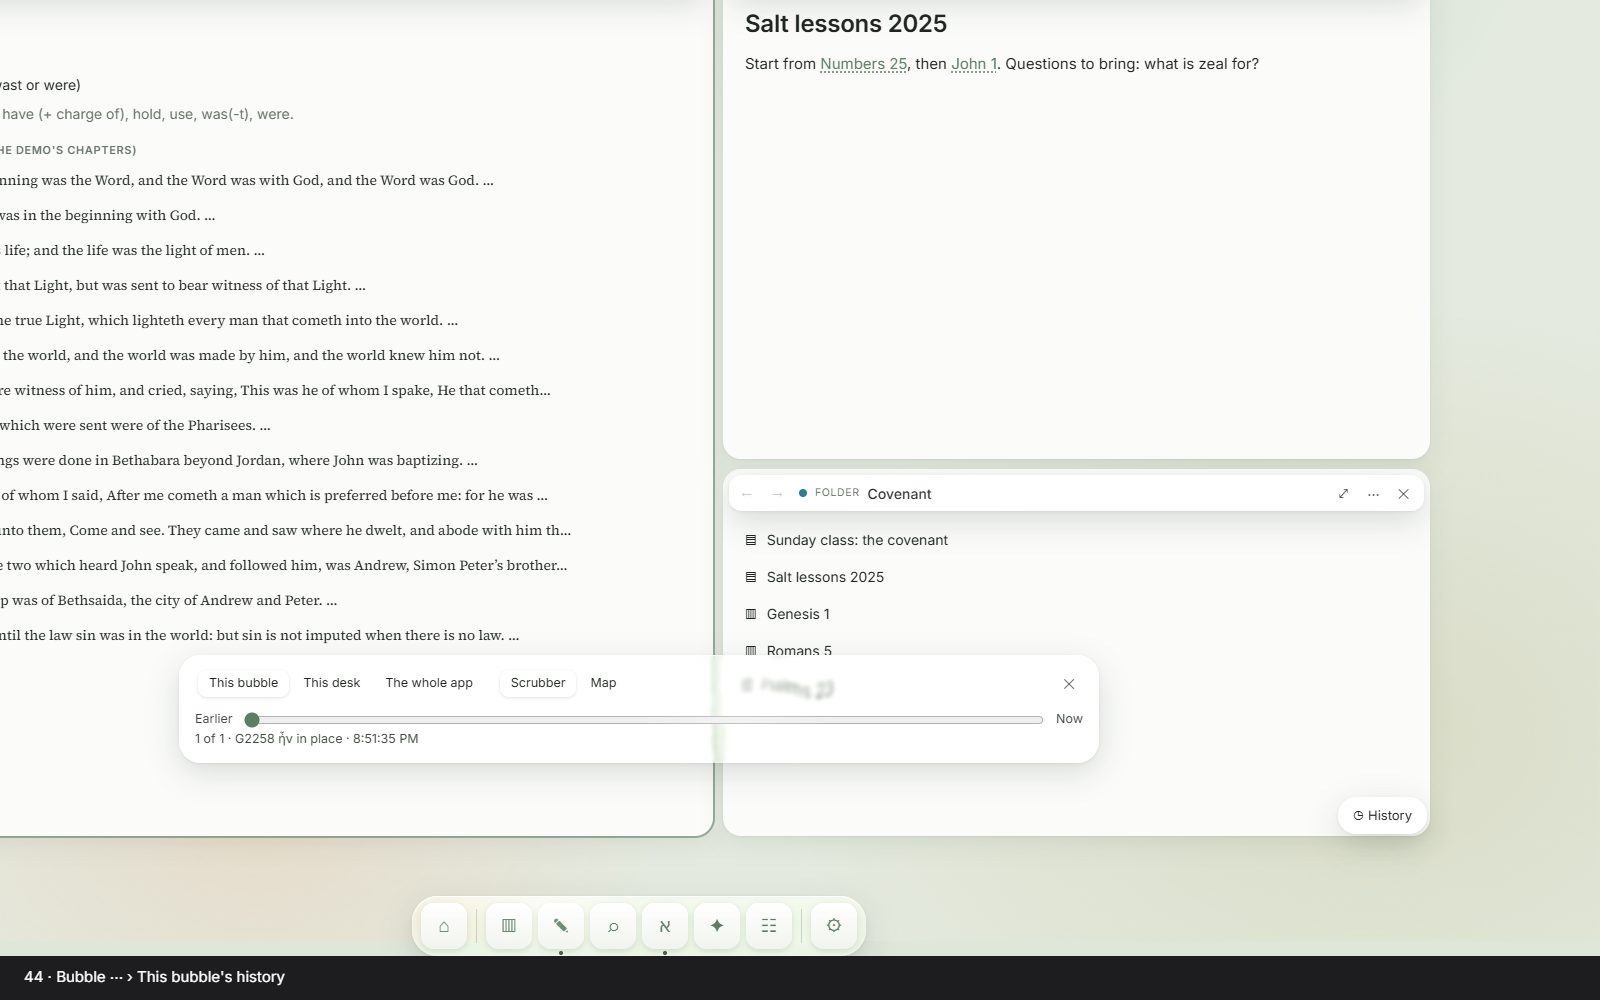 vast or were)
have (+ charge of), hold, use, was(-t), were.
HE DEMO'S CHAPTERS)
nning was the Word, and the Word was with God, and the Word was God. ...
was in the beginning with God. ...
life; and the life was the light of men. ...
that Light, but was sent to bear witness of that Light. ...
he true Light, which lighteth every man that cometh into the world. ...
the world, and the world was made by him, and the world knew him not. ...
re witness of him, and cried, saying, This was he of whom I spake, He that cometh...
which were sent were of the Pharisees. ...
ngs were done in Bethabara beyond Jordan, where John was baptizing. ...
of whom I said, After me cometh a man which is preferred before me: for he was ...
unto them, Come and see. They came and saw where he dwelt, and abode with him th...
e two which heard John speak, and followed him, was Andrew, Simon Peter’s brother...
p was of Bethsaida, the city of Andrew and Peter. ...
ntil the law sin was in the world: but sin is not imputed when there is no law. ...
Salt lessons 2025
Start from Numbers 25, then John 1. Questions to bring: what is zeal for?
FOLDER Covenant
Sunday class: the covenant
Salt lessons 2025
Genesis 1
Romans 5
Psalms 23
This bubble This desk The whole app Scrubber Map
Earlier Now
1 of 1 · G2258 ἦν in place · 8:51:35 PM
History
א
44 · Bubble ··· › This bubble's history